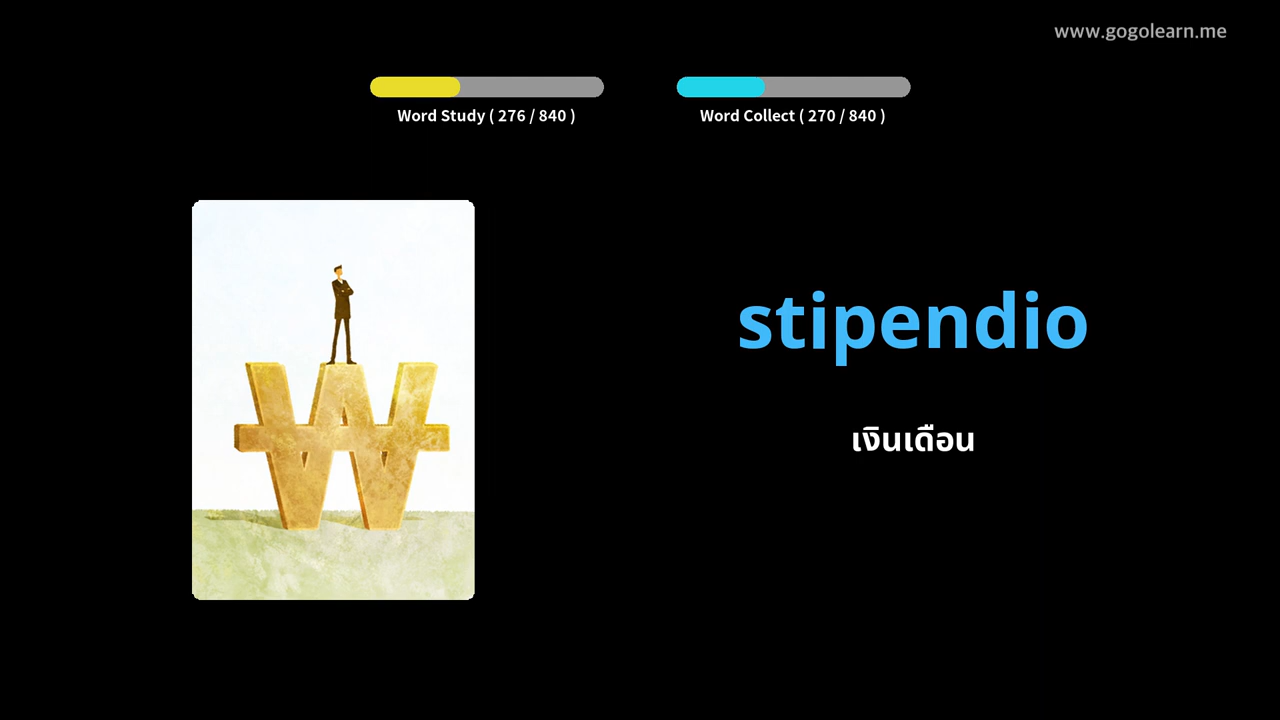 www.gogolearn.me
Word Study ( 276 / 840 )
Word Collect ( 270 / 840 )
stipendio
เงินเดือน